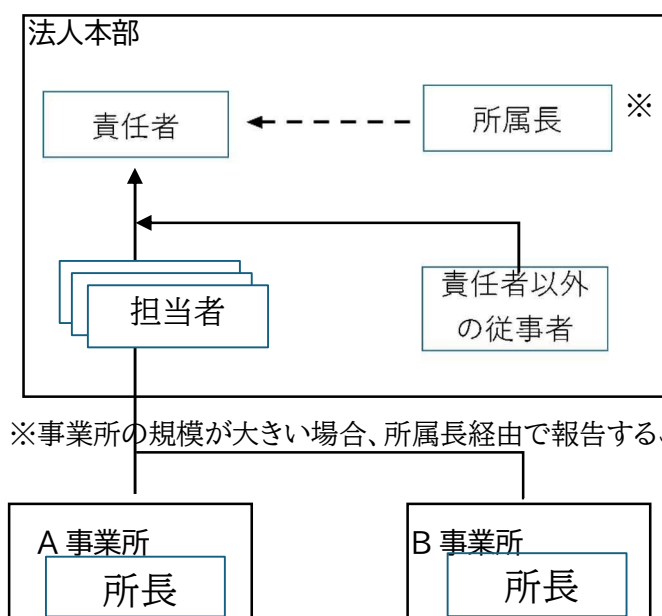 法人本部
責任者
所属長
※
担当者
責任者以外
の従事者
※事業所の規模が大きい場合、所属長経由で報告する
A 事業所
所長
B 事業所
所長